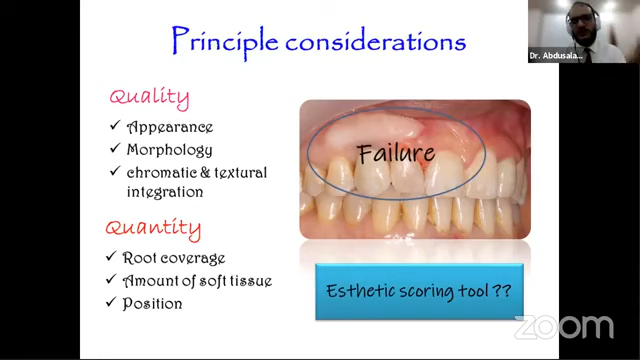 Principle considerations
Dr. Abdusala...
Quality
✓ Appearance
✓ Morphology
✓ chromatic & textural
integration
Quantity
✓ Root coverage
✓ Amount of soft tissue
✓ Position
Failure
Esthetic scoring tool ??
zoom